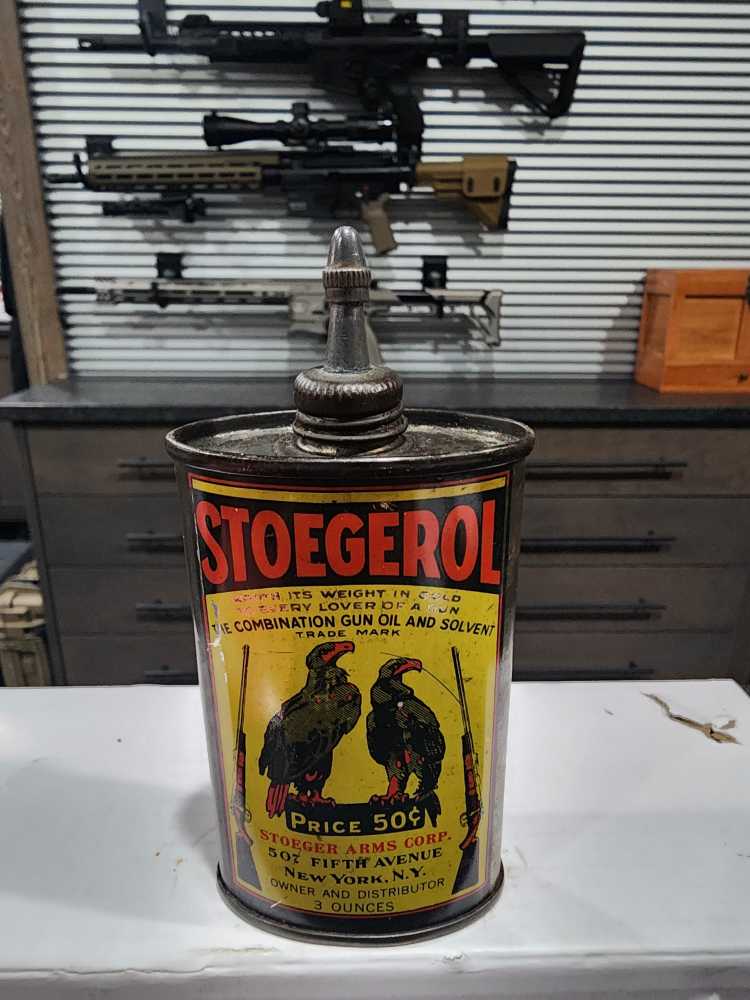 STOEGEROL
WORTH ITS WEIGHT IN GOLD
TO EVERY LOVER OF A GUN
THE COMBINATION GUN OIL AND SOLVENT
TRADE MARK
PRICE 50¢
STOEGER ARMS CORP.
507 FIFTH AVENUE
NEW YORK, N.Y.
OWNER AND DISTRIBUTOR
3 OUNCES